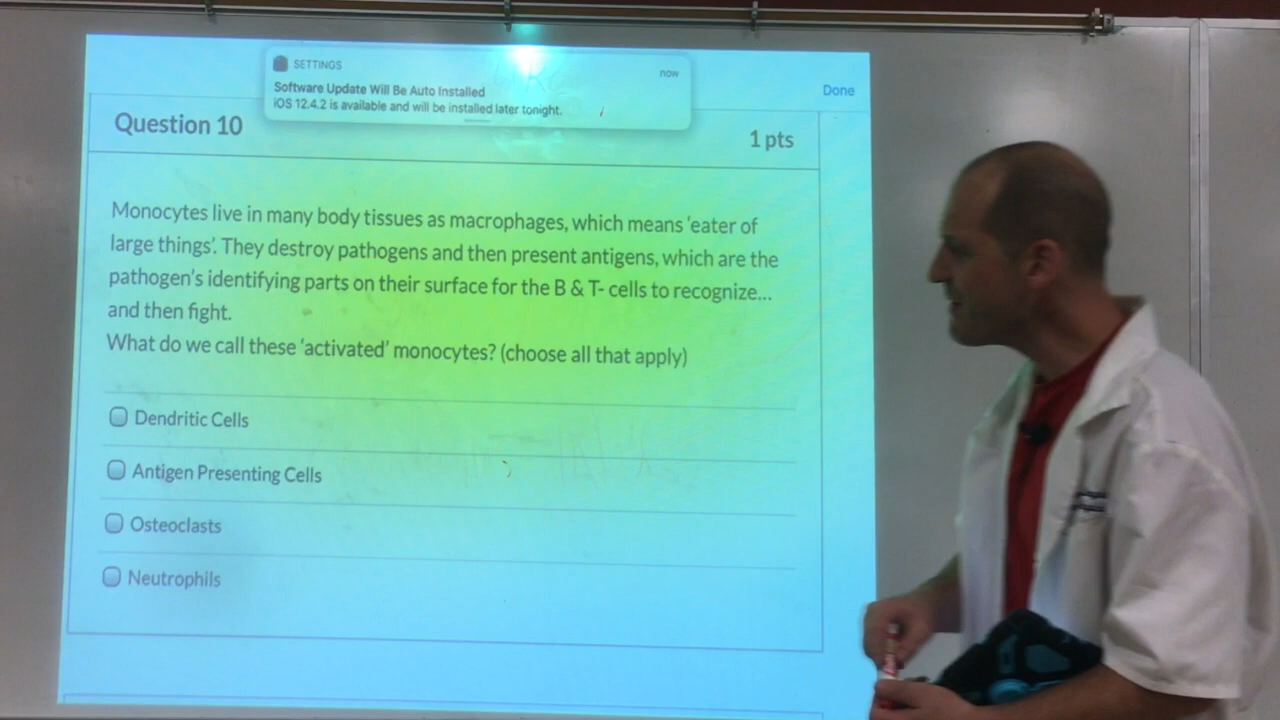 SETTINGS
now
Software Update Will Be Auto Installed
iOS 12.4.2 is available and will be installed later tonight.
Done
Question 10
1 pts
Monocytes live in many body tissues as macrophages, which means 'eater of
large things'. They destroy pathogens and then present antigens, which are the
pathogen's identifying parts on their surface for the B & T- cells to recognize...
and then fight.
What do we call these 'activated' monocytes? (choose all that apply)
Dendritic Cells
Antigen Presenting Cells
Osteoclasts
Neutrophils